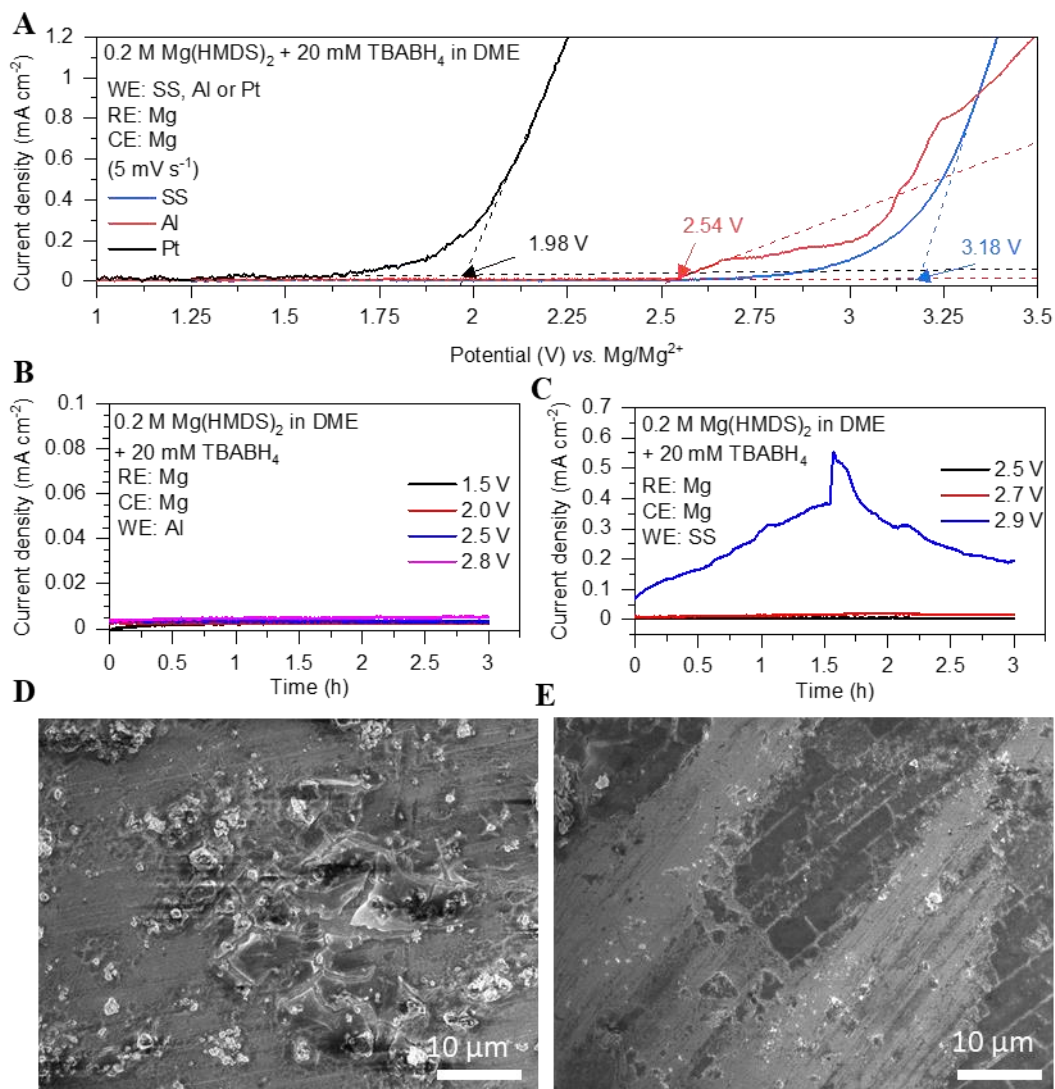 A
0.2 M Mg(HMDS)₂ + 20 mM TBABH₄ in DME
WE: SS, Al or Pt
RE: Mg
CE: Mg
(5 mV s⁻¹)
SS
Al
Pt
1.98 V
2.54 V
3.18 V
Current density (mA cm⁻²)
1.2
1
0.8
0.6
0.4
0.2
0
1
1.25
1.5
1.75
2
2.25
2.5
2.75
3
3.25
3.5
Potential (V) vs. Mg/Mg²⁺
B
0.2 M Mg(HMDS)₂ in DME
+ 20 mM TBABH₄
RE: Mg
CE: Mg
WE: Al
1.5 V
2.0 V
2.5 V
2.8 V
Current density (mA cm⁻²)
0.1
0.08
0.06
0.04
0.02
0
0
0.5
1
1.5
2
2.5
3
Time (h)
C
0.2 M Mg(HMDS)₂ in DME
+ 20 mM TBABH₄
RE: Mg
CE: Mg
WE: SS
2.5 V
2.7 V
2.9 V
Current density (mA cm⁻²)
0.7
0.6
0.5
0.4
0.3
0.2
0.1
0
0
0.5
1
1.5
2
2.5
3
Time (h)
D
10 µm
E
10 µm